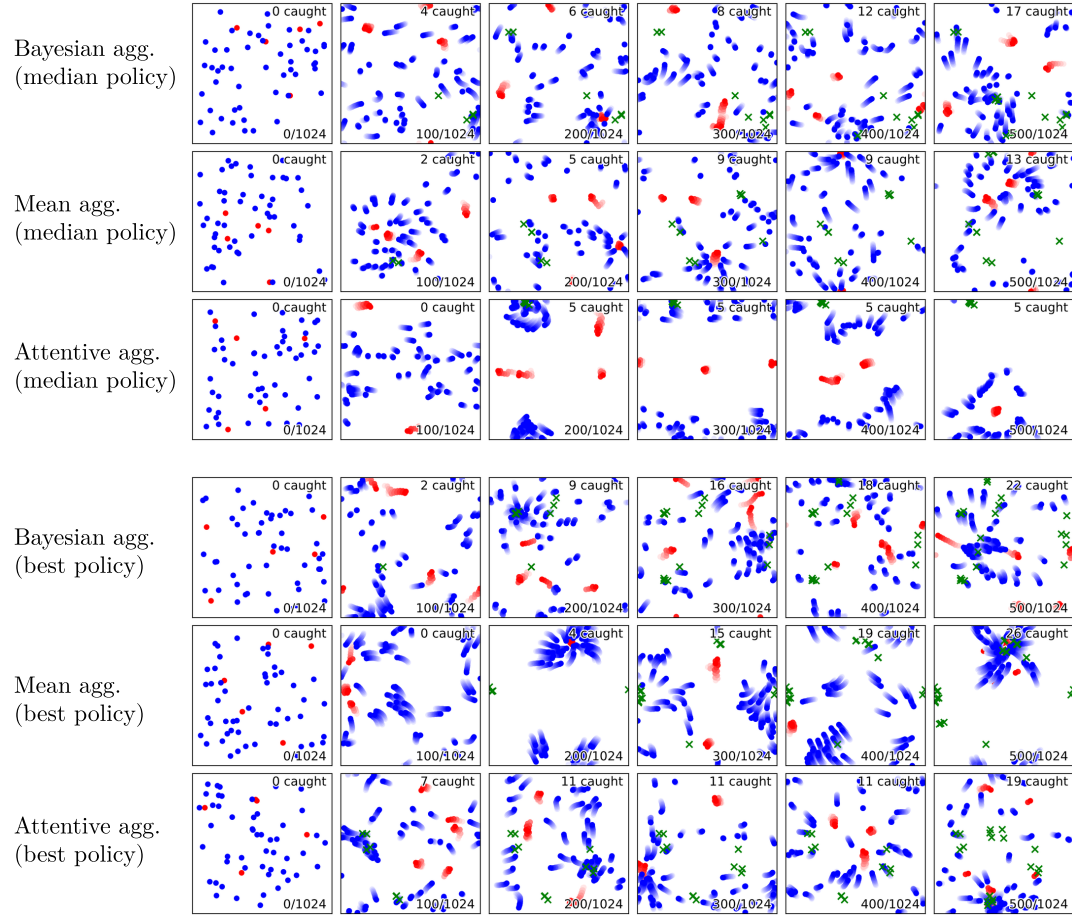 Bayesian agg.
(median policy)
0 caught
0/1024
4 caught
100/1024
6 caught
200/1024
8 caught
300/1024
12 caught
400/1024
17 caught
500/1024
Mean agg.
(median policy)
0 caught
0/1024
2 caught
100/1024
5 caught
200/1024
9 caught
300/1024
9 caught
400/1024
13 caught
500/1024
Attentive agg.
(median policy)
0 caught
0/1024
0 caught
100/1024
5 caught
200/1024
5 caught
300/1024
5 caught
400/1024
5 caught
500/1024
Bayesian agg.
(best policy)
0 caught
0/1024
2 caught
100/1024
9 caught
200/1024
16 caught
300/1024
18 caught
400/1024
22 caught
500/1024
Mean agg.
(best policy)
0 caught
0/1024
0 caught
100/1024
4 caught
200/1024
15 caught
300/1024
19 caught
400/1024
26 caught
500/1024
Attentive agg.
(best policy)
0 caught
0/1024
7 caught
100/1024
11 caught
200/1024
11 caught
300/1024
11 caught
400/1024
19 caught
500/1024